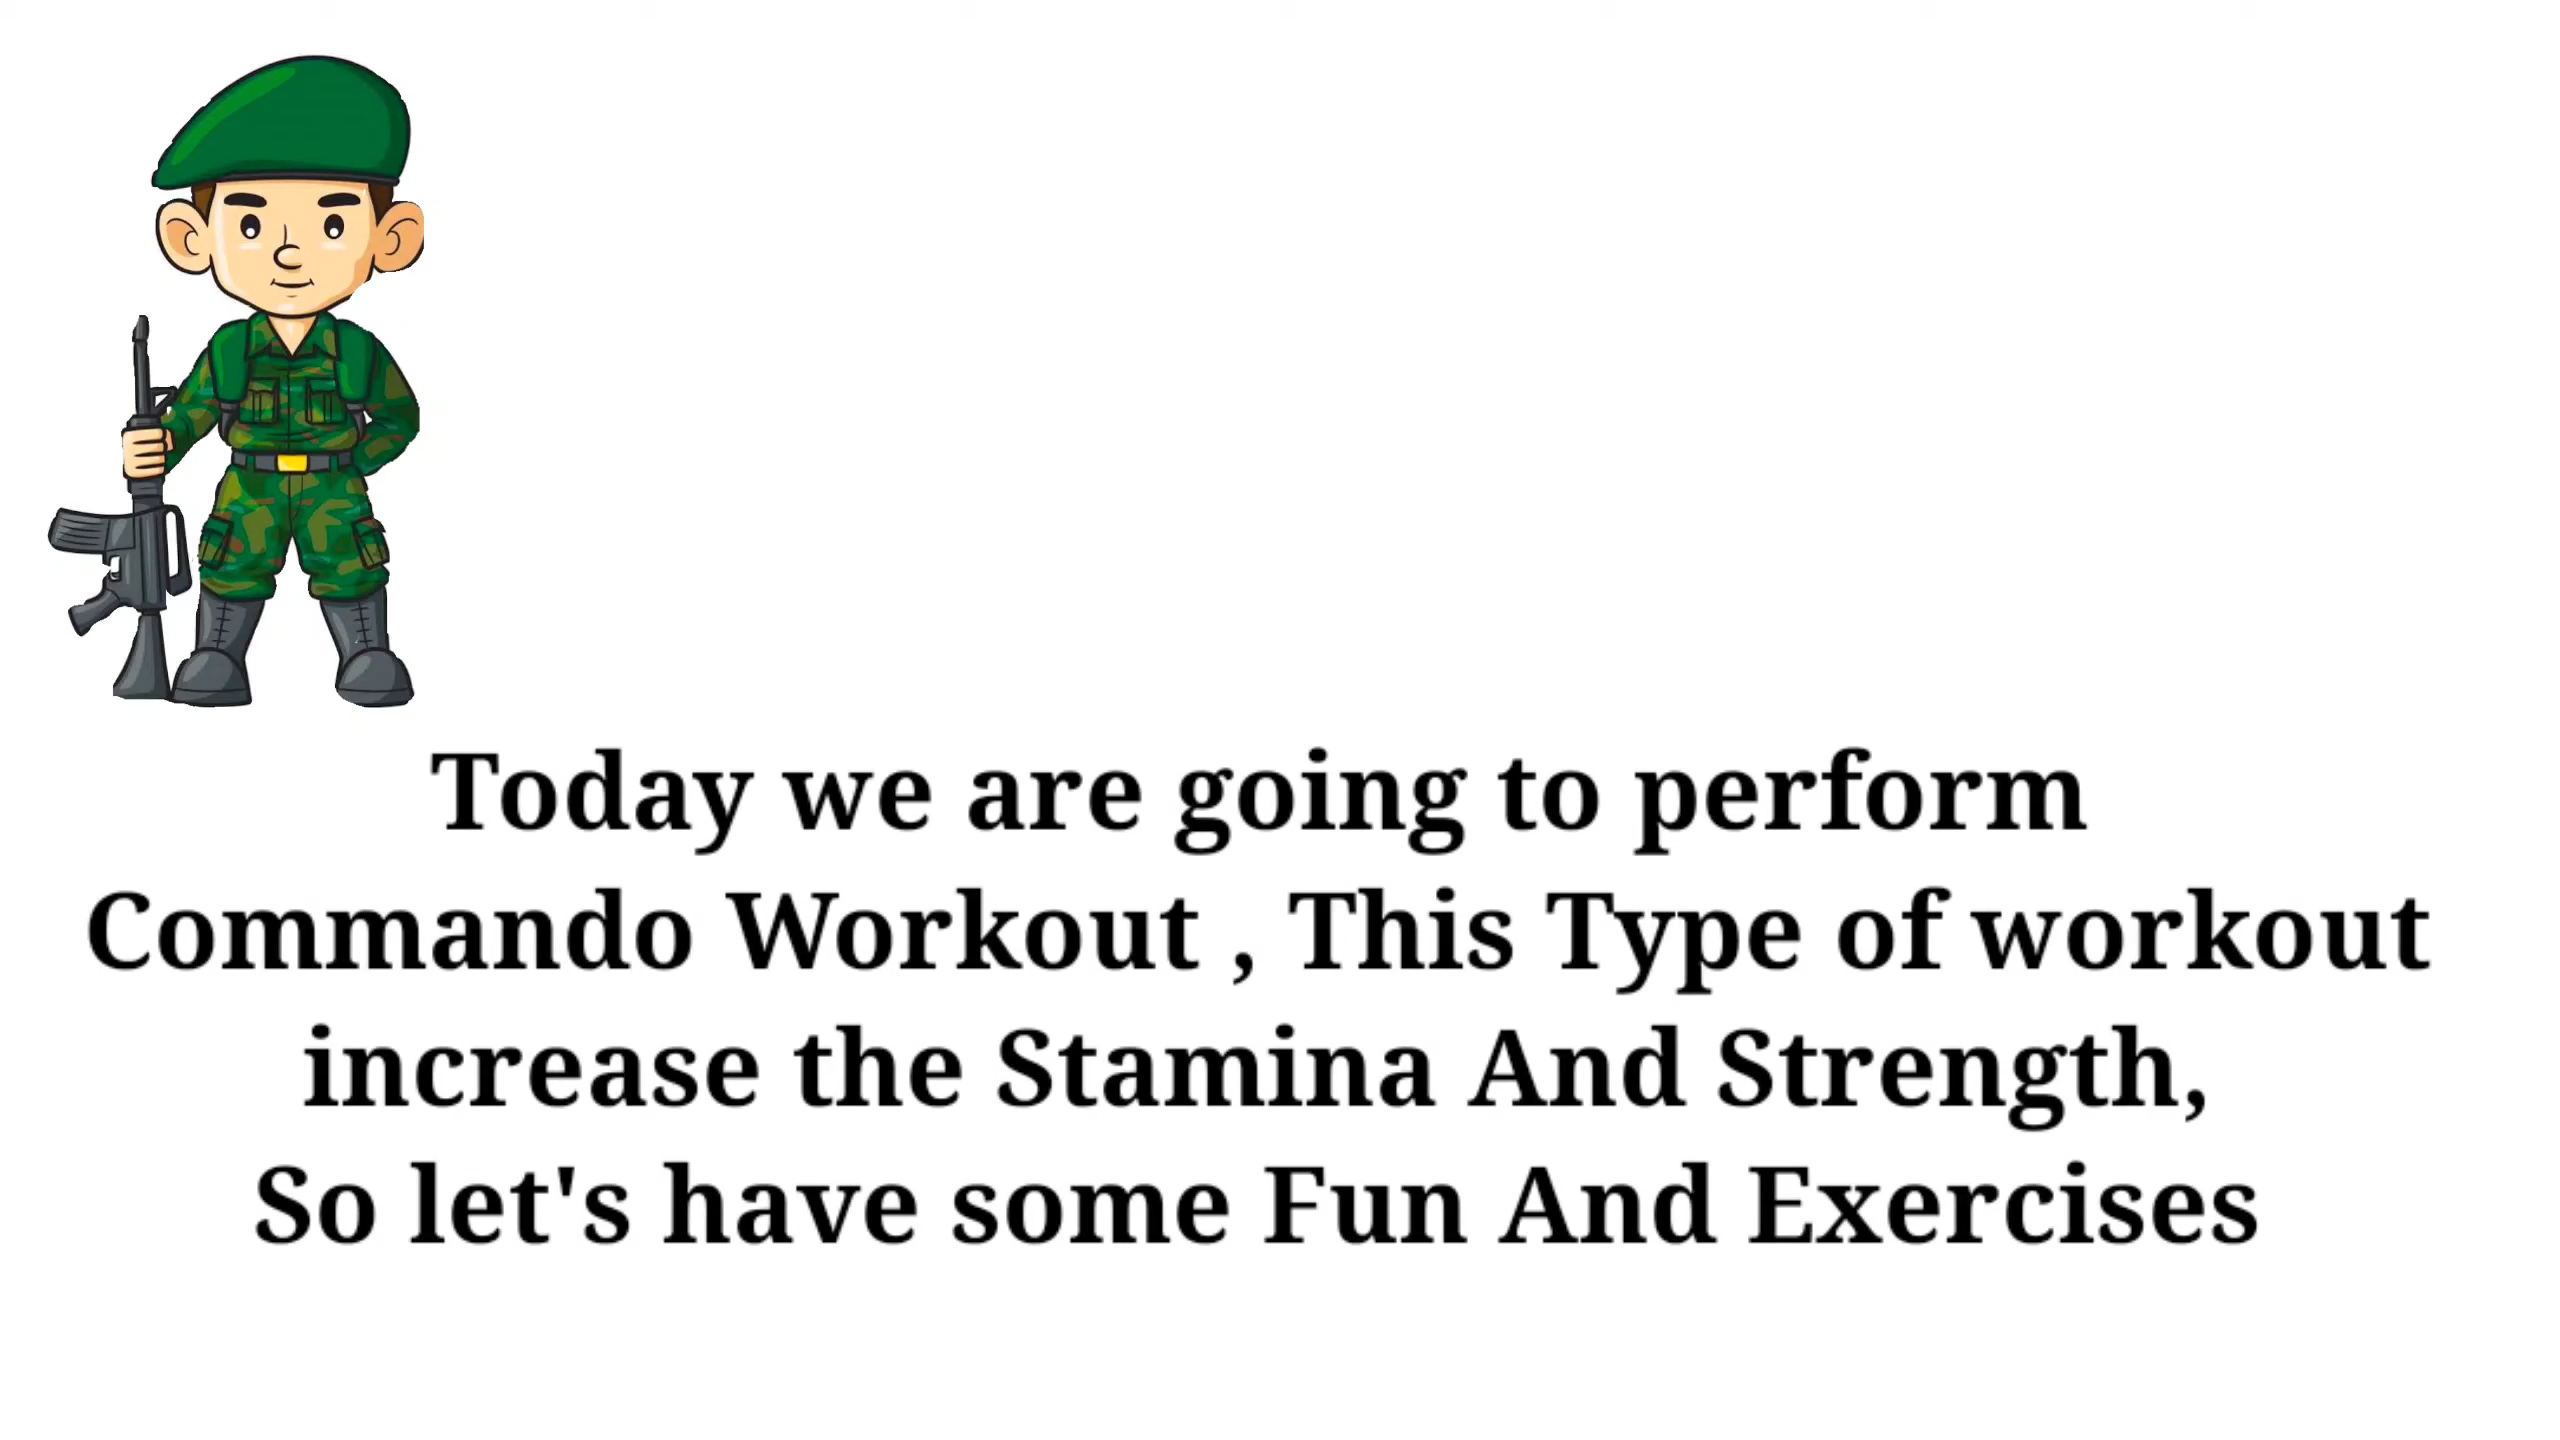 Today we are going to perform
Commando Workout , This Type of workout
increase the Stamina And Strength,
So let's have some Fun And Exercises